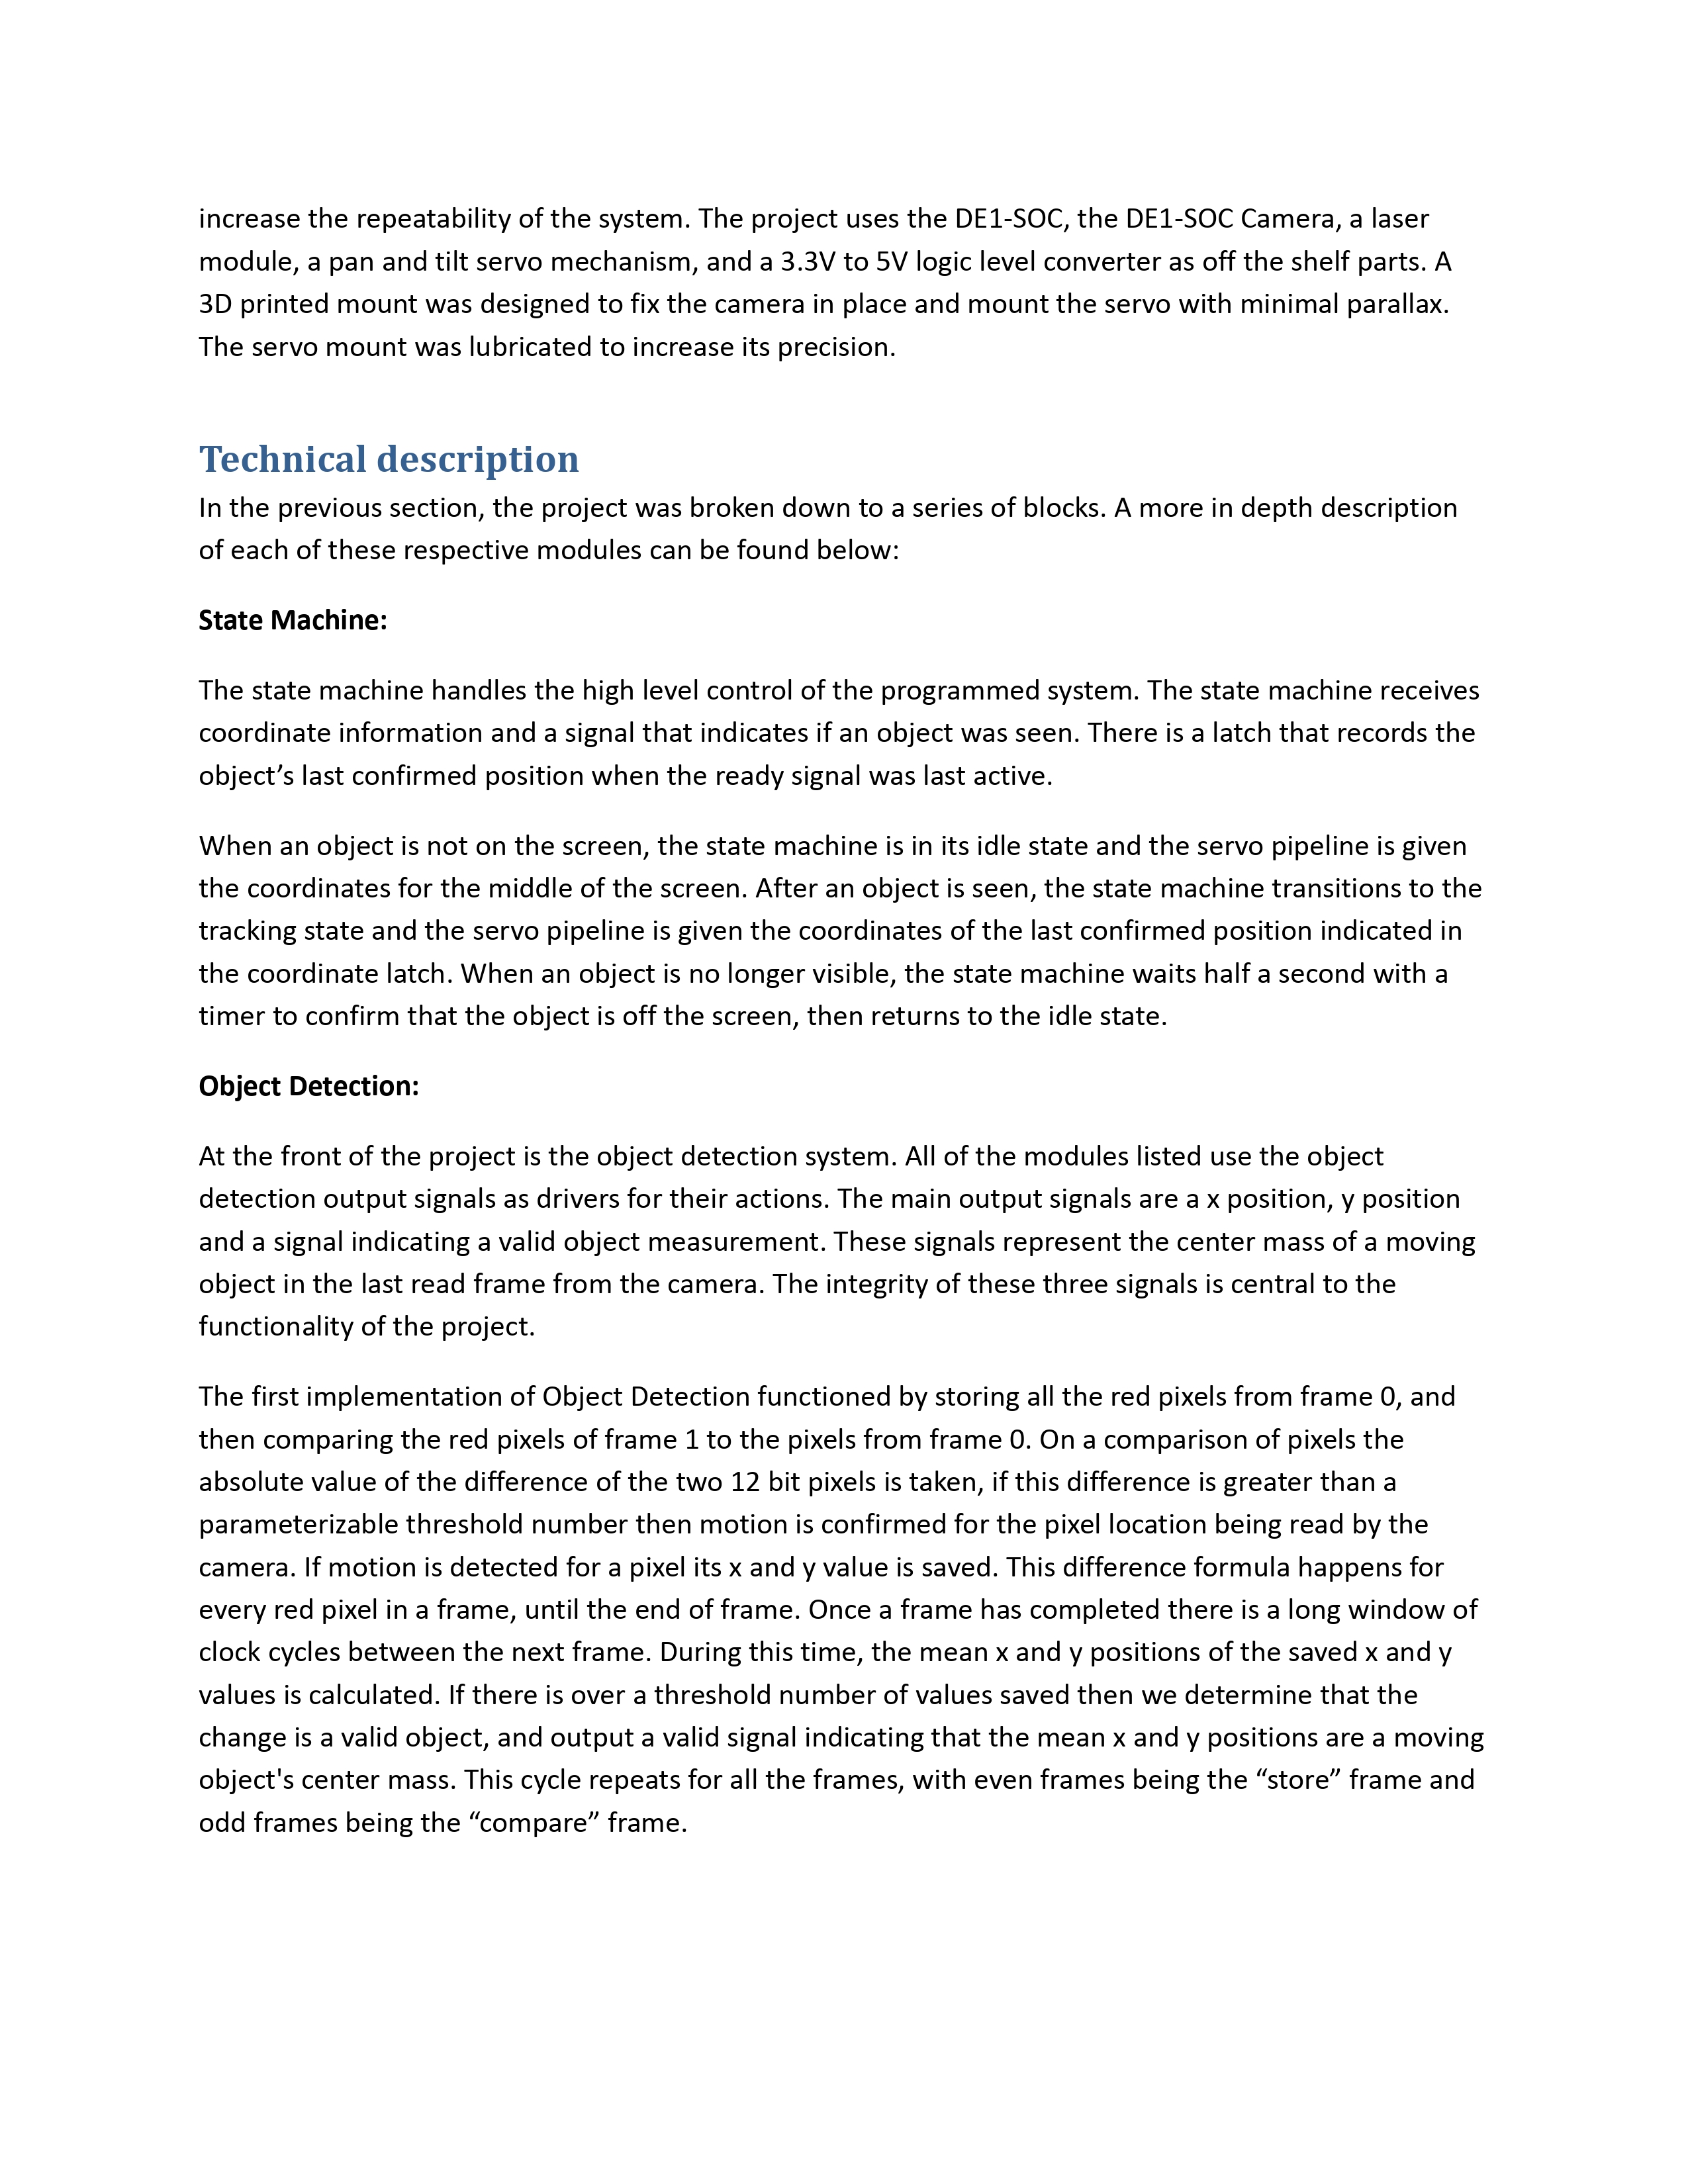 increase the repeatability of the system. The project uses the DE1-SOC, the DE1-SOC Camera, a laser
module, a pan and tilt servo mechanism, and a 3.3V to 5V logic level converter as off the shelf parts. A
3D printed mount was designed to fix the camera in place and mount the servo with minimal parallax.
The servo mount was lubricated to increase its precision.
Technical description
In the previous section, the project was broken down to a series of blocks. A more in depth description
of each of these respective modules can be found below:
State Machine:
The state machine handles the high level control of the programmed system. The state machine receives
coordinate information and a signal that indicates if an object was seen. There is a latch that records the
object’s last confirmed position when the ready signal was last active.
When an object is not on the screen, the state machine is in its idle state and the servo pipeline is given
the coordinates for the middle of the screen. After an object is seen, the state machine transitions to the
tracking state and the servo pipeline is given the coordinates of the last confirmed position indicated in
the coordinate latch. When an object is no longer visible, the state machine waits half a second with a
timer to confirm that the object is off the screen, then returns to the idle state.
Object Detection:
At the front of the project is the object detection system. All of the modules listed use the object
detection output signals as drivers for their actions. The main output signals are a x position, y position
and a signal indicating a valid object measurement. These signals represent the center mass of a moving
object in the last read frame from the camera. The integrity of these three signals is central to the
functionality of the project.
The first implementation of Object Detection functioned by storing all the red pixels from frame 0, and
then comparing the red pixels of frame 1 to the pixels from frame 0. On a comparison of pixels the
absolute value of the difference of the two 12 bit pixels is taken, if this difference is greater than a
parameterizable threshold number then motion is confirmed for the pixel location being read by the
camera. If motion is detected for a pixel its x and y value is saved. This difference formula happens for
every red pixel in a frame, until the end of frame. Once a frame has completed there is a long window of
clock cycles between the next frame. During this time, the mean x and y positions of the saved x and y
values is calculated. If there is over a threshold number of values saved then we determine that the
change is a valid object, and output a valid signal indicating that the mean x and y positions are a moving
object's center mass. This cycle repeats for all the frames, with even frames being the “store” frame and
odd frames being the “compare” frame.